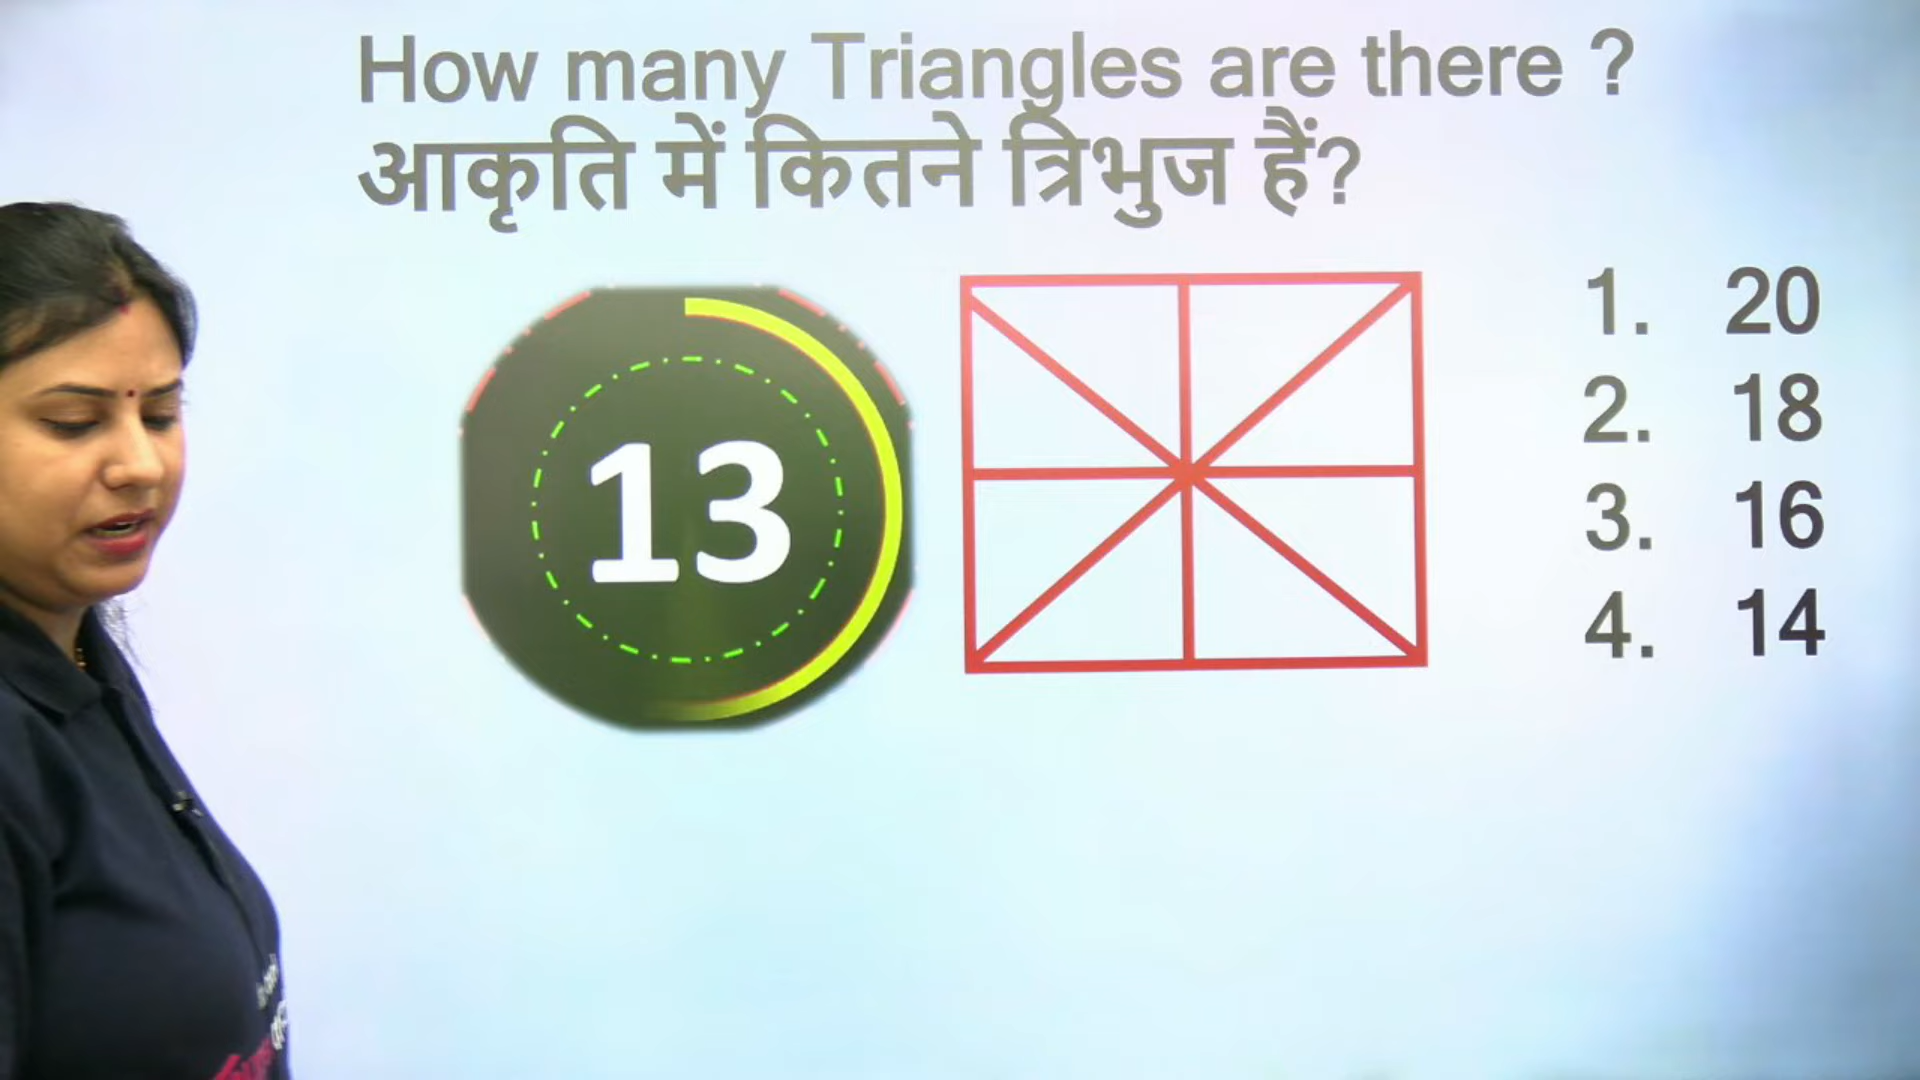 How many Triangles are there ?
आकृति में कितने त्रिभुज हैं?
13
1. 20
2. 18
3. 16
4. 14